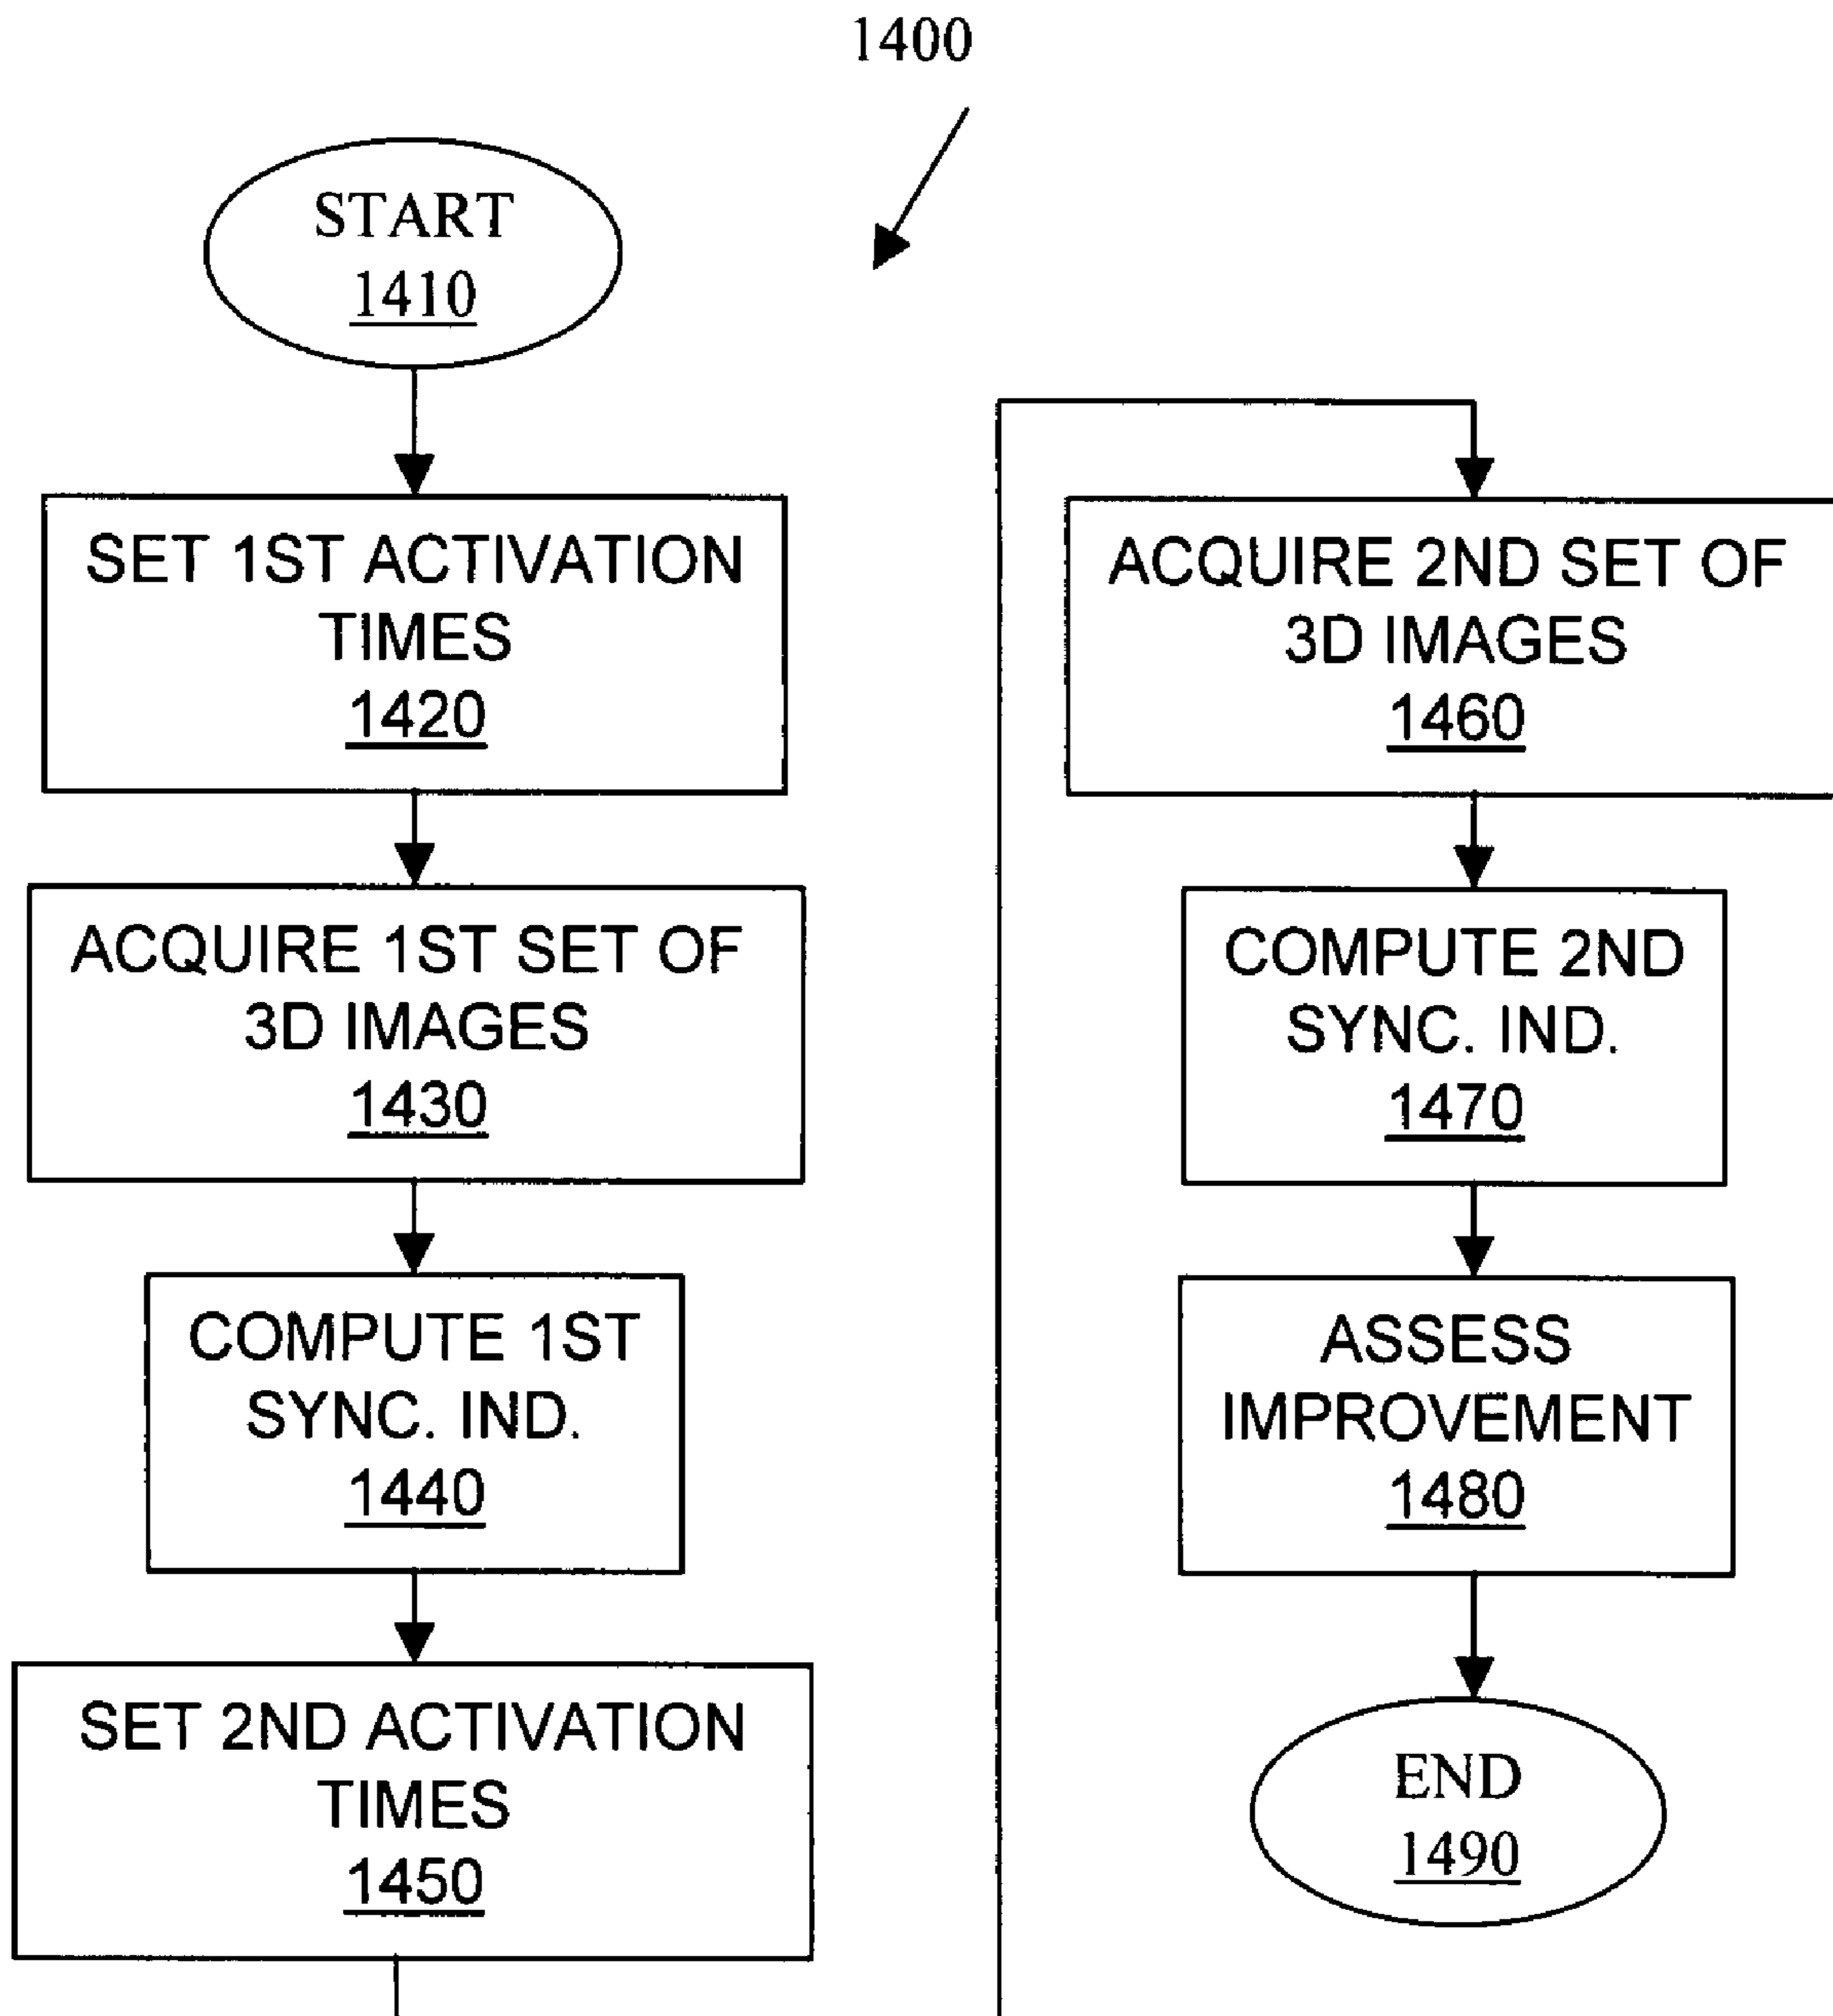 1400
START
1410
SET 1ST ACTIVATION
TIMES
1420
ACQUIRE 1ST SET OF
3D IMAGES
1430
COMPUTE 1ST
SYNC. IND.
1440
SET 2ND ACTIVATION
TIMES
1450
ACQUIRE 2ND SET OF
3D IMAGES
1460
COMPUTE 2ND
SYNC. IND.
1470
ASSESS
IMPROVEMENT
1480
END
1490